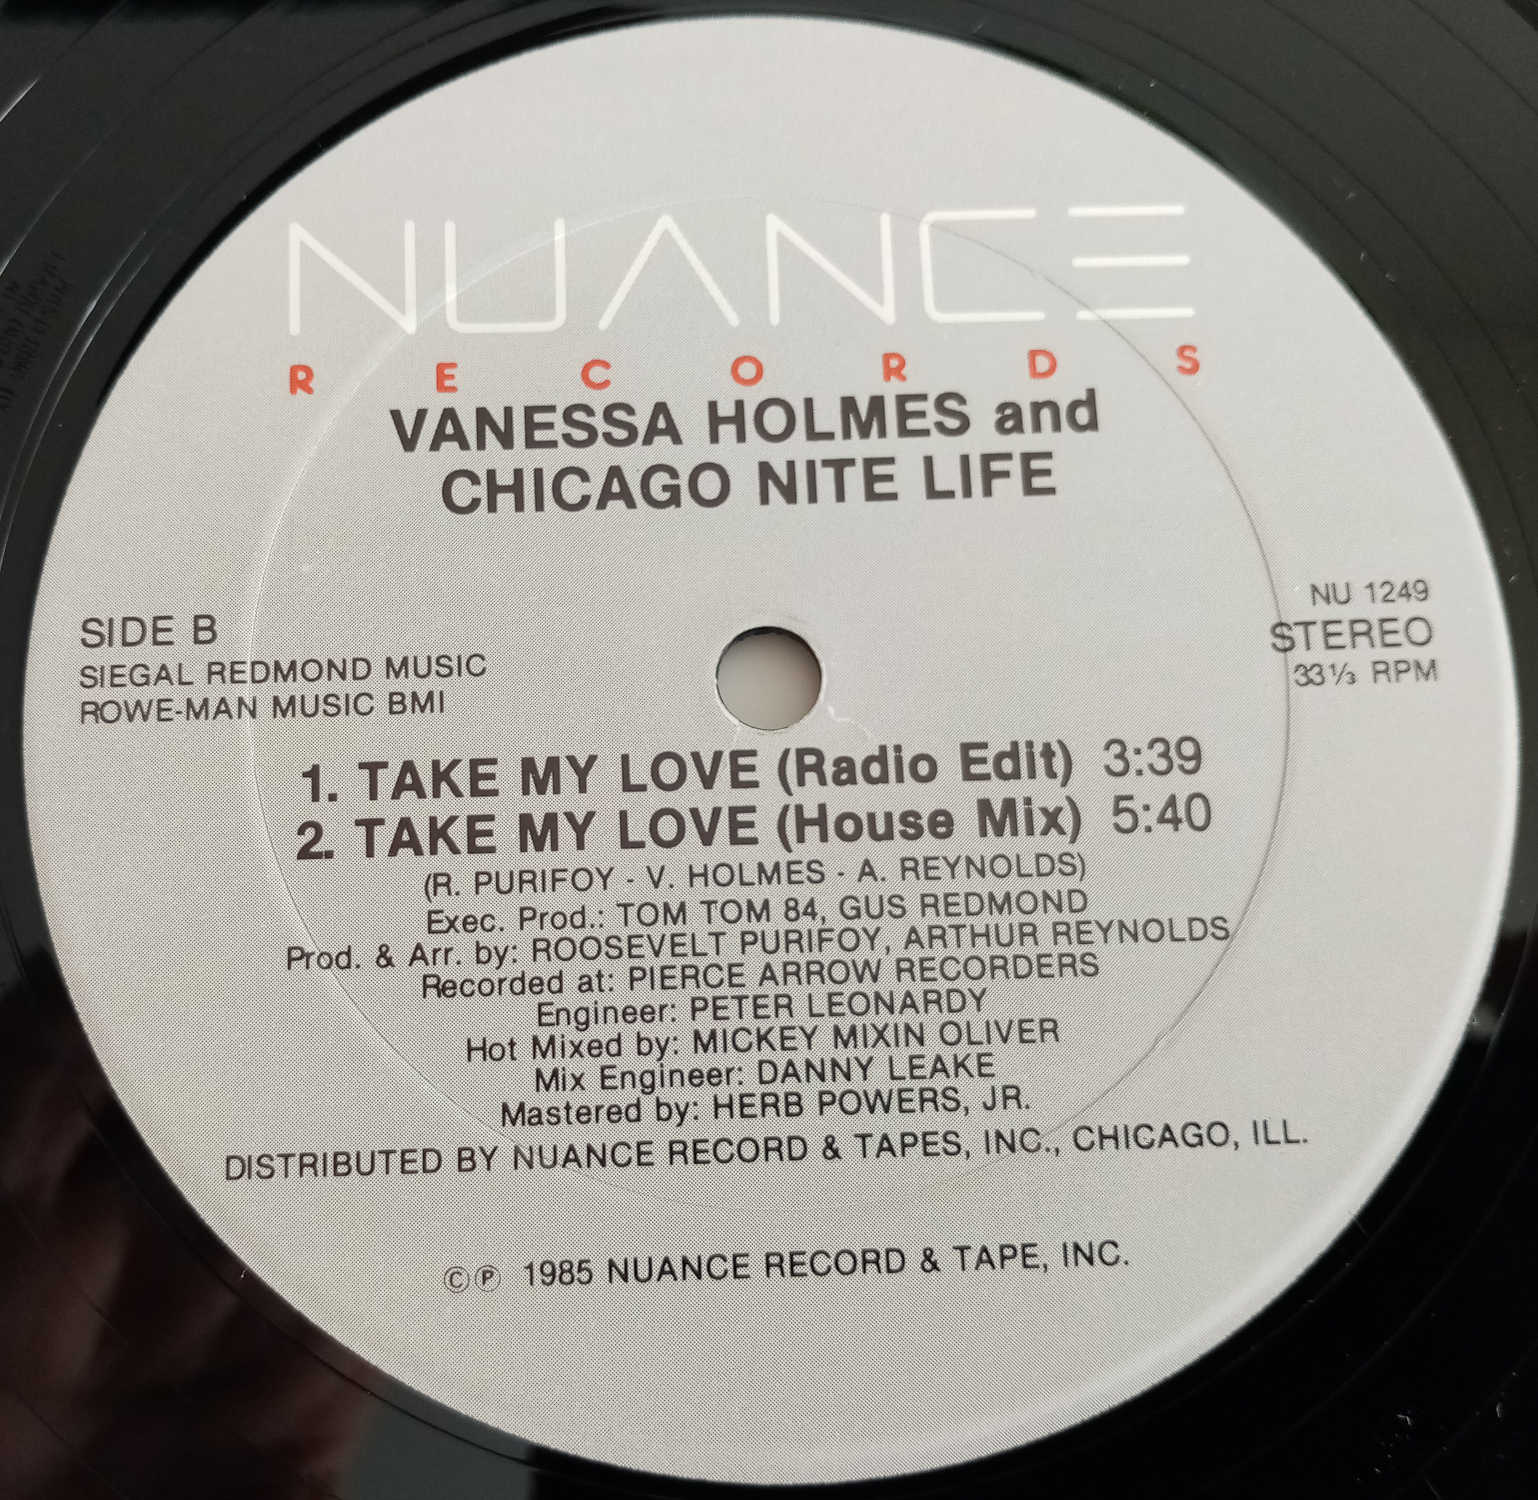 NUANCE
RECORDS
VANESSA HOLMES and
CHICAGO NITE LIFE
SIDE B
SIEGAL REDMOND MUSIC
ROWE-MAN MUSIC BMI
NU 1249
STEREO
33⅓ RPM
1. TAKE MY LOVE (Radio Edit) 3:39
2. TAKE MY LOVE (House Mix) 5:40
(R. PURIFOY - V. HOLMES - A. REYNOLDS)
Exec. Prod.: TOM TOM 84, GUS REDMOND
Prod. & Arr. by: ROOSEVELT PURIFOY, ARTHUR REYNOLDS
Recorded at: PIERCE ARROW RECORDERS
Engineer: PETER LEONARDY
Hot Mixed by: MICKEY MIXIN OLIVER
Mix Engineer: DANNY LEAKE
Mastered by: HERB POWERS, JR.
DISTRIBUTED BY NUANCE RECORD & TAPES, INC., CHICAGO, ILL.
©℗ 1985 NUANCE RECORD & TAPE, INC.